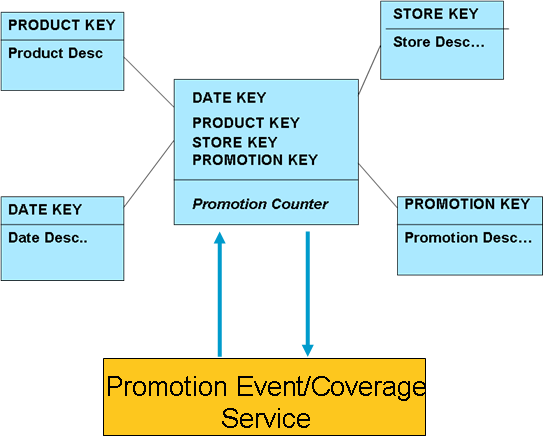 PRODUCT KEY
Product Desc
STORE KEY
Store Desc…
DATE KEY
PRODUCT KEY
STORE KEY
PROMOTION KEY
Promotion Counter
DATE KEY
Date Desc..
PROMOTION KEY
Promotion Desc…
Promotion Event/Coverage
Service